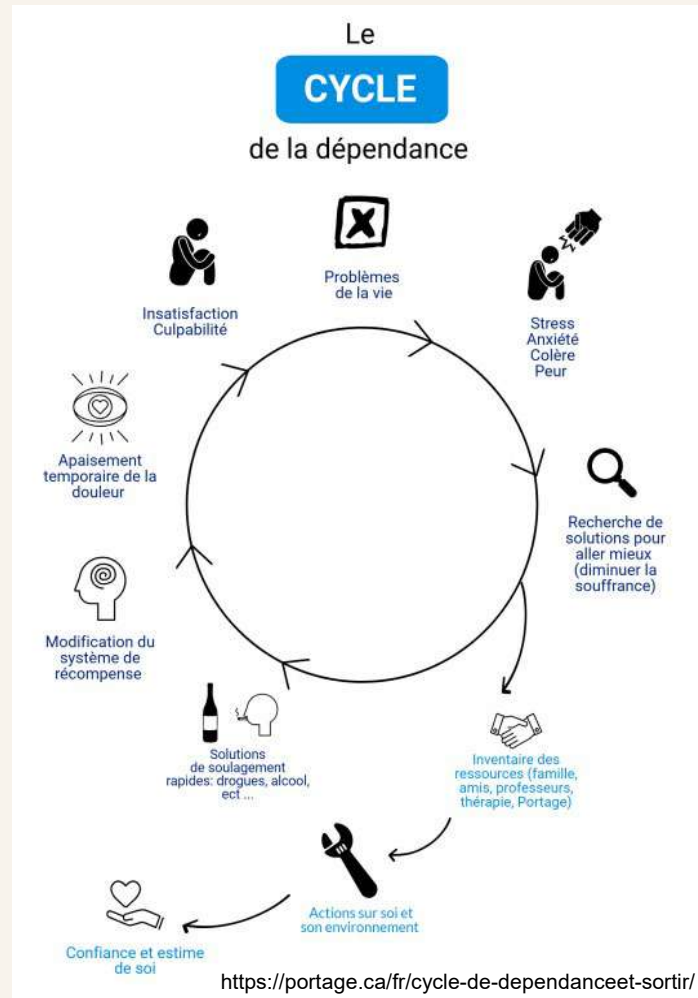 Le
CYCLE
de la dépendance
Problèmes
de la vie
Stress
Anxiété
Colère
Peur
Recherche de
solutions pour
aller mieux
(diminuer la
souffrance)
Inventaire des
ressources (famille,
amis, professeurs,
thérapie, Portage)
Actions sur soi et
son environnement
Confiance et estime
de soi
Solutions
de soulagement
rapides: drogues, alcool,
ect ...
Modification du
système de
récompense
Apaisement
temporaire de la
douleur
Insatisfaction
Culpabilité
https://portage.ca/fr/cycle-de-dependanceet-sortir/